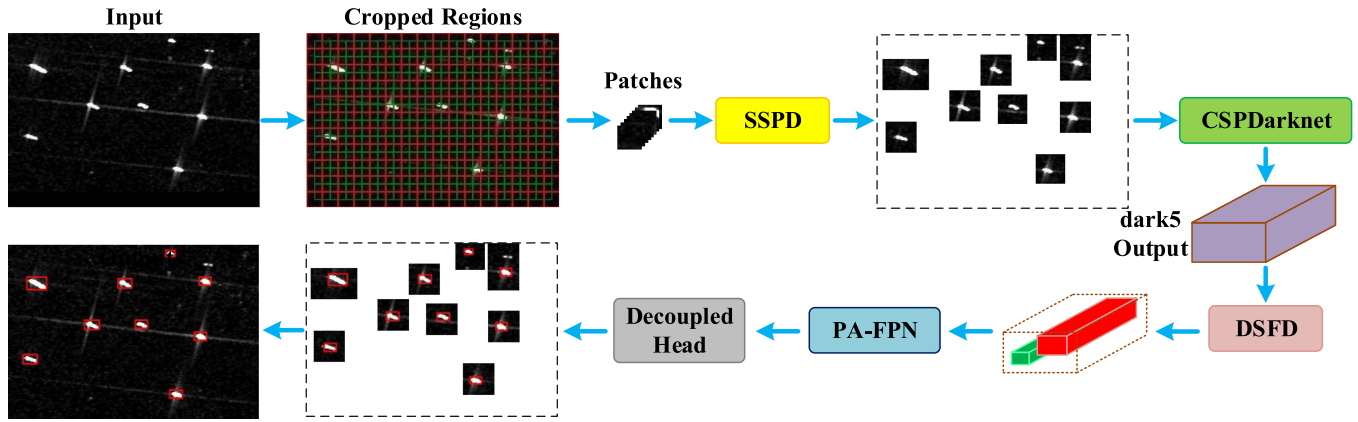 Input
Cropped Regions
Patches
SSPD
CSPDarknet
dark5
Output
DSFD
PA-FPN
Decoupled
Head